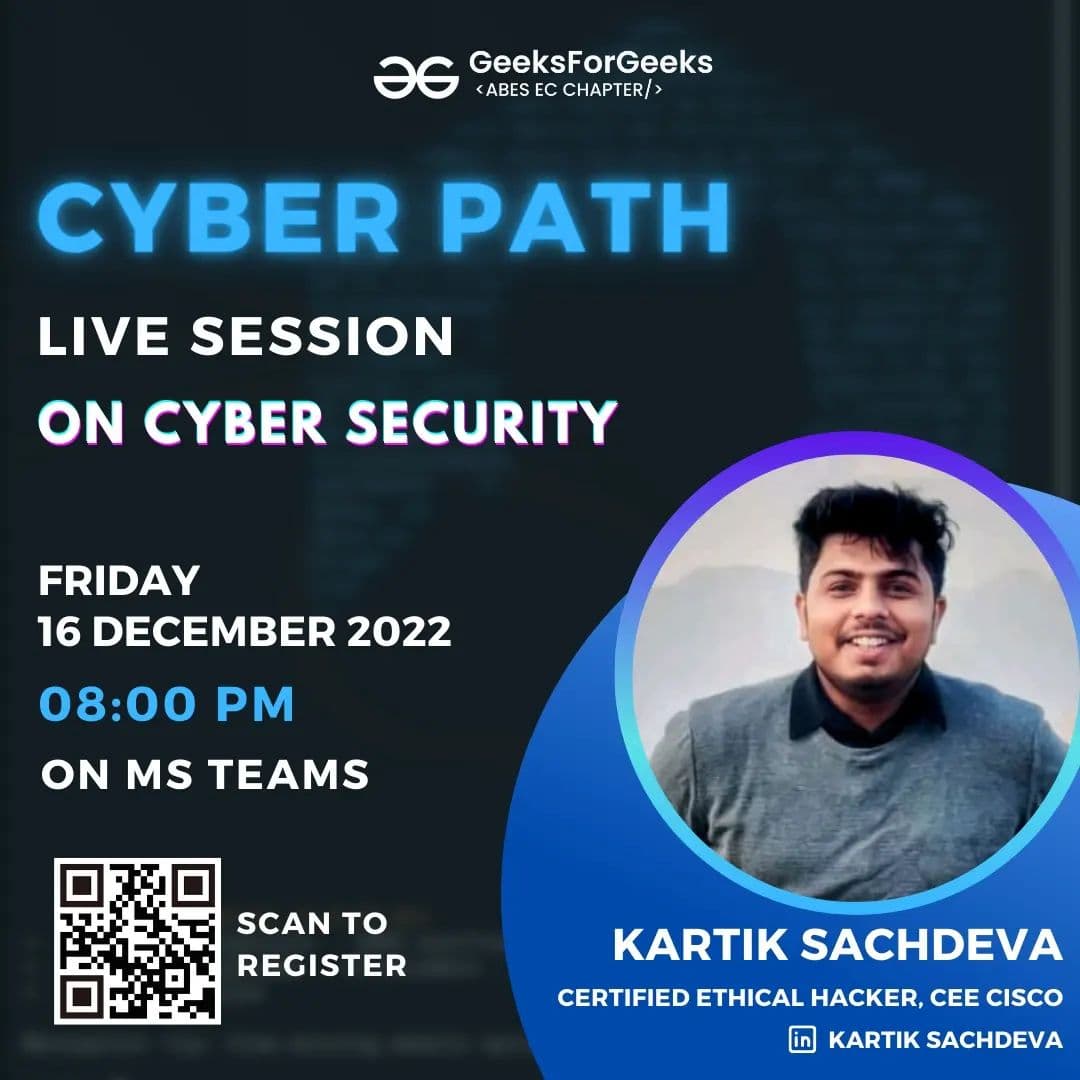 GeeksForGeeks
<ABES EC CHAPTER/>
CYBER PATH
LIVE SESSION
ON CYBER SECURITY
FRIDAY
16 DECEMBER 2022
08:00 PM
ON MS TEAMS
SCAN TO
REGISTER
KARTIK SACHDEVA
CERTIFIED ETHICAL HACKER, CEE CISCO
in KARTIK SACHDEVA